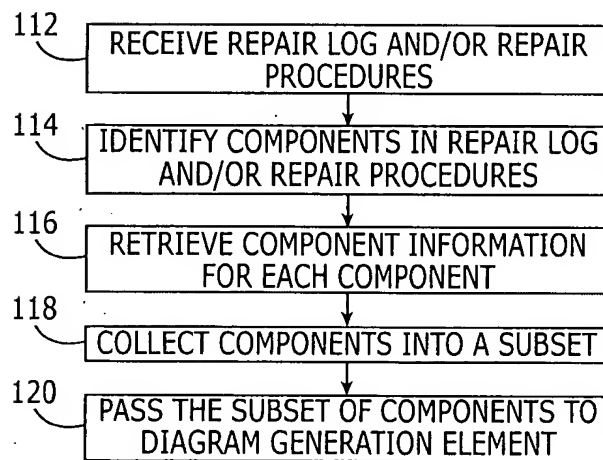 112
RECEIVE REPAIR LOG AND/OR REPAIR
PROCEDURES
114
IDENTIFY COMPONENTS IN REPAIR LOG
AND/OR REPAIR PROCEDURES
116
RETRIEVE COMPONENT INFORMATION
FOR EACH COMPONENT
118
COLLECT COMPONENTS INTO A SUBSET
120
PASS THE SUBSET OF COMPONENTS TO
DIAGRAM GENERATION ELEMENT